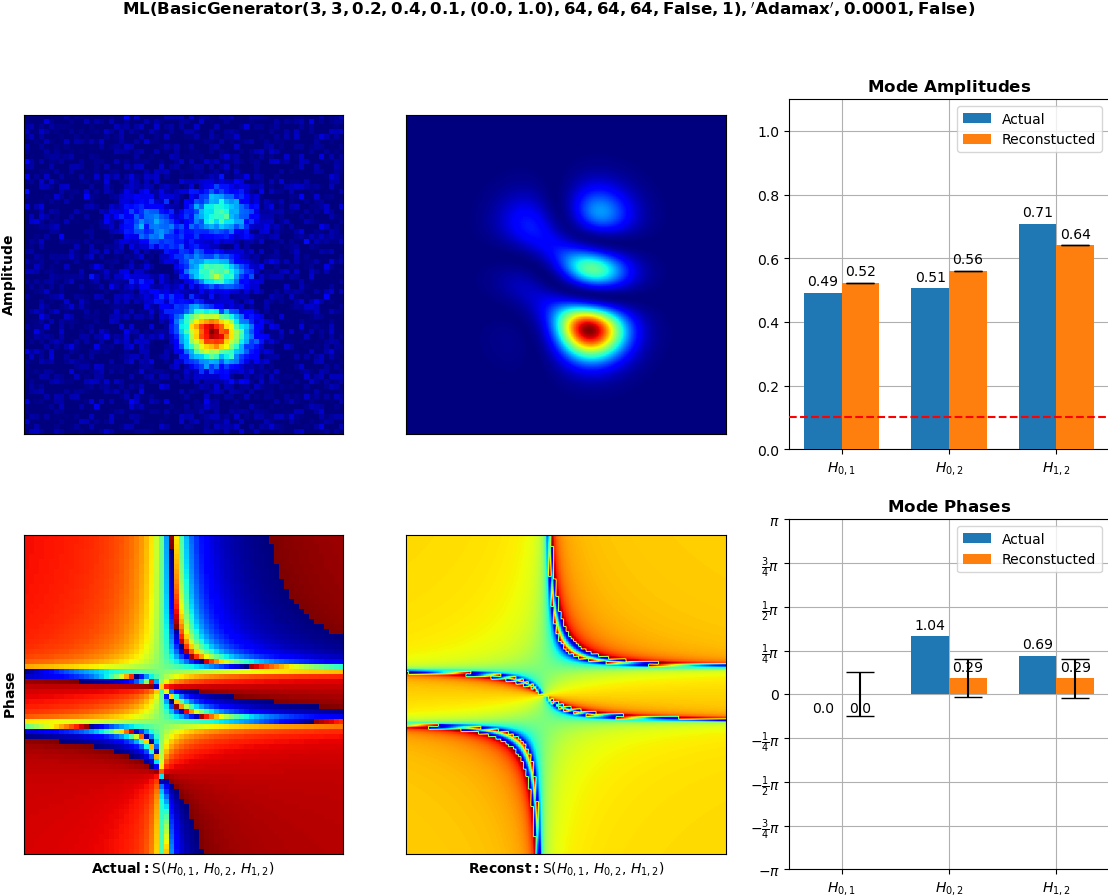 ML(BasicGenerator(3, 3, 0.2, 0.4, 0.1, (0.0, 1.0), 64, 64, 64, False, 1), ′Adamax′, 0.0001, False)
Amplitude
Mode Amplitudes
Actual
Reconstucted
1.0
0.8
0.6
0.4
0.2
0.0
0.49
0.52
0.51
0.56
0.71
0.64
H0,1
H0,2
H1,2
Phase
Actual: S(H0,1, H0,2, H1,2)
Reconst: S(H0,1, H0,2, H1,2)
Mode Phases
Actual
Reconstucted
π
3/4π
1/2π
1/4π
0
−1/4π
−1/2π
−3/4π
−π
0.0
0.0
1.04
0.29
0.69
0.29
H0,1
H0,2
H1,2